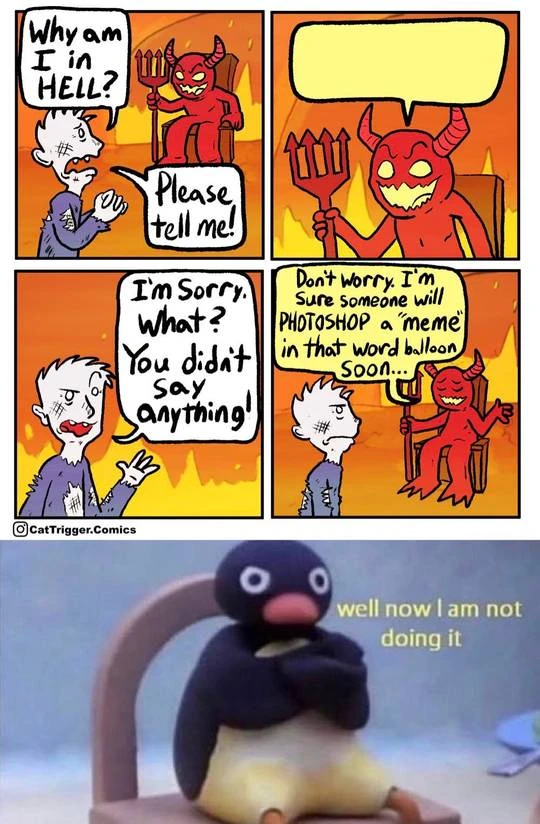 Why am
I in
HELL?
Please
tell me!
I'm Sorry.
What?
You didn't
say
anything!
Don't Worry. I'm
Sure Someone will
PHOTOSHOP a "meme"
in that word balloon
Soon...
CatTrigger.Comics
well now I am not
doing it